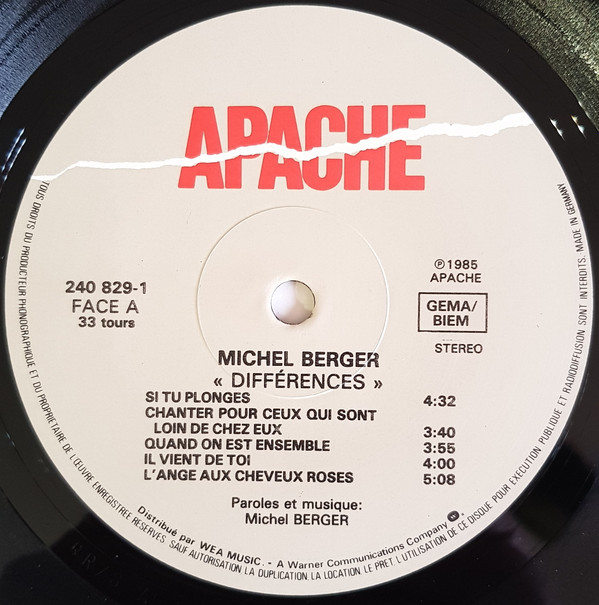 APACHE
240 829-1
FACE A
33 tours
℗ 1985
APACHE
GEMA/
BIEM
STEREO
MICHEL BERGER
« DIFFÉRENCES »
SI TU PLONGES 4:32
CHANTER POUR CEUX QUI SONT
LOIN DE CHEZ EUX 3:40
QUAND ON EST ENSEMBLE 3:55
IL VIENT DE TOI 4:00
L'ANGE AUX CHEVEUX ROSES 5:08
Paroles et musique:
Michel BERGER
Distribué par WEA MUSIC. - A Warner Communications Company
TOUS DROITS DU PRODUCTEUR PHONOGRAPHIQUE ET DU PROPRIETAIRE DE L'ŒUVRE ENREGISTREE RESERVES. SAUF AUTORISATION, LA DUPLICATION, LA LOCATION, LE PRET, L'UTILISATION DE CE DISQUE POUR EXECUTION PUBLIQUE ET RADIODIFFUSION SONT INTERDITS. MADE IN GERMANY